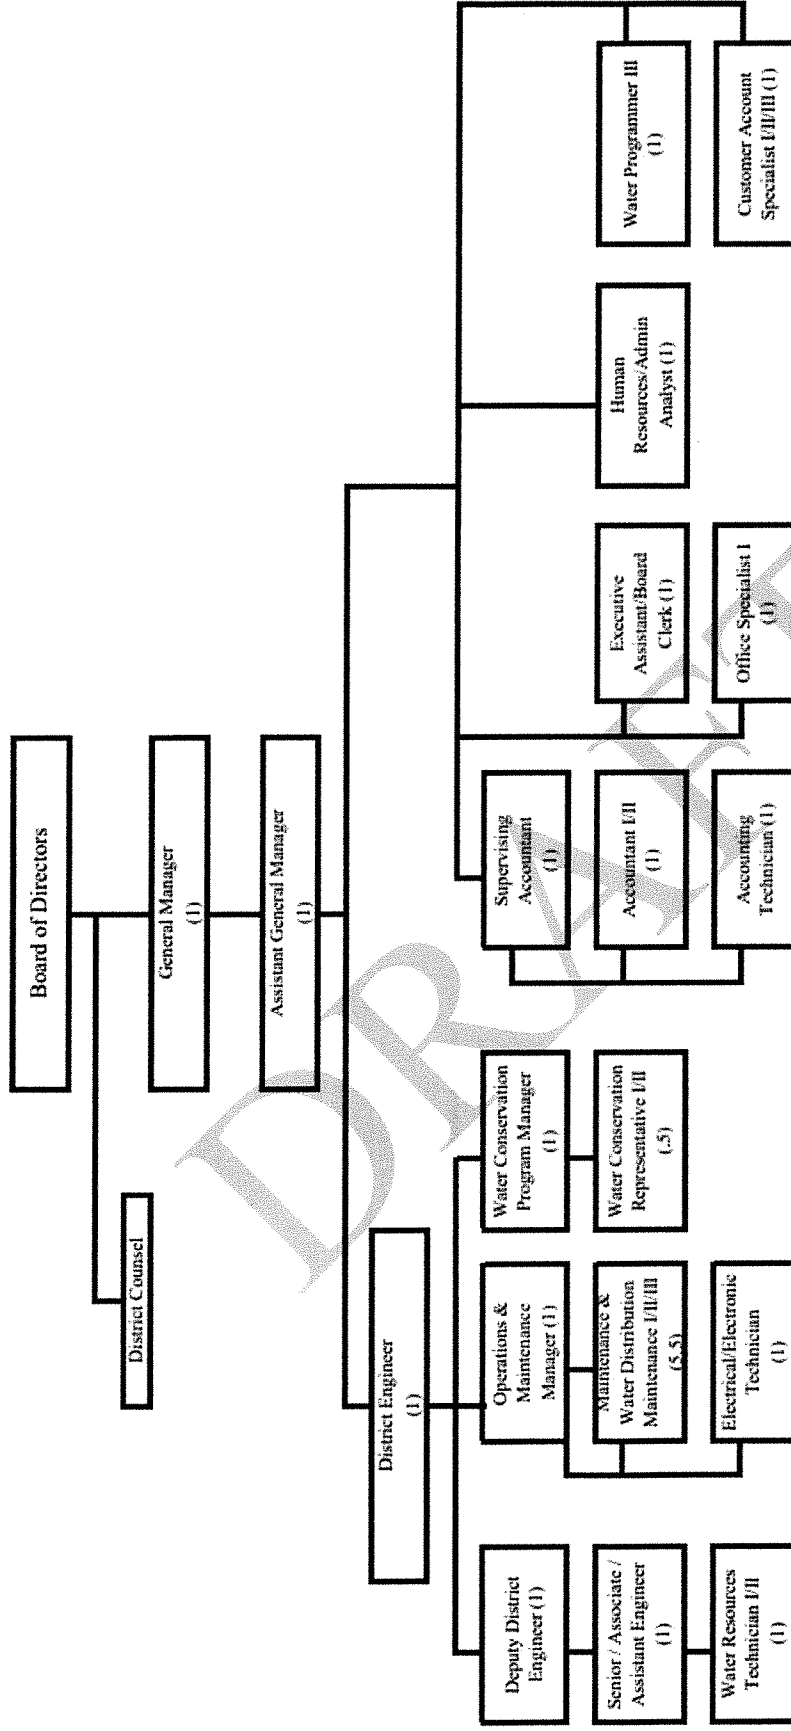 Board of Directors
District Counsel
General Manager
(1)
Assistant General Manager
(1)
District Engineer
(1)
Deputy District
Engineer (1)
Senior / Associate /
Assistant Engineer
(1)
Water Resources
Technician I/II
(1)
Operations &
Maintenance
Manager (1)
Maintenance &
Water Distribution
Maintenance I/II/III
(5.5)
Electrical/Electronic
Technician
(1)
Water Conservation
Program Manager
(1)
Water Conservation
Representative I/II
(.5)
Supervising
Accountant
(1)
Accountant I/II
(1)
Accounting
Technician (1)
Executive
Assistant/Board
Clerk (1)
Office Specialist I
(1)
Human
Resources/Admin
Analyst (1)
Water Programmer III
(1)
Customer Account
Specialist I/II/III (1)
DRAFT